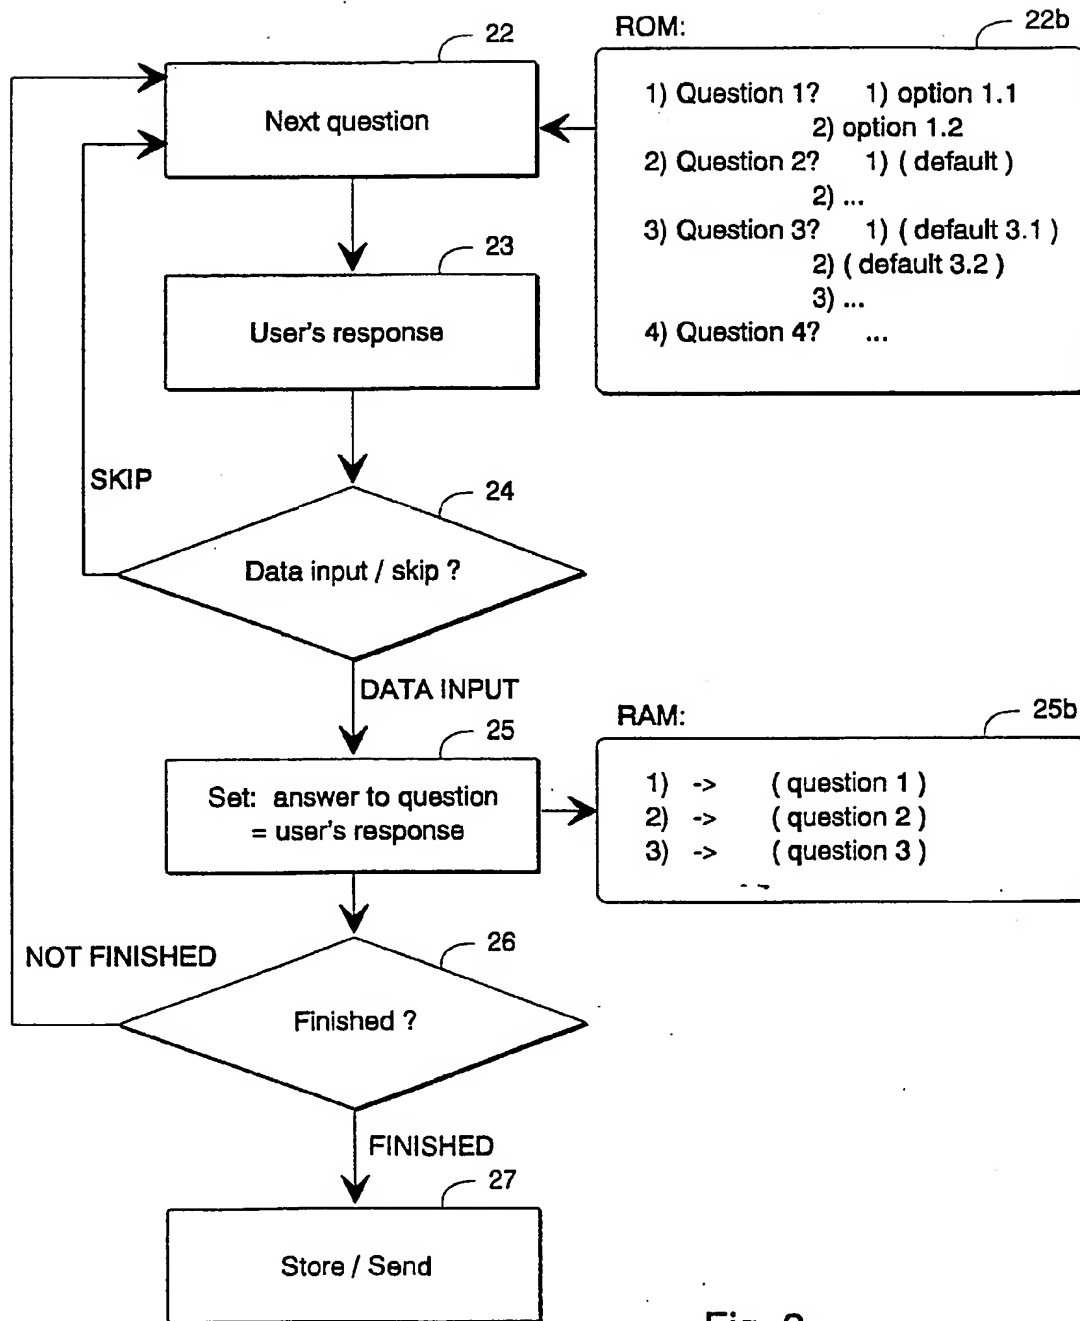 22
Next question
ROM:
22b
1) Question 1? 1) option 1.1
2) option 1.2
2) Question 2? 1) ( default )
2) ...
3) Question 3? 1) ( default 3.1 )
2) ( default 3.2 )
3) ...
4) Question 4? ...
23
User's response
SKIP
24
Data input / skip ?
DATA INPUT
25
Set: answer to question
= user's response
RAM:
25b
1) -> ( question 1 )
2) -> ( question 2 )
3) -> ( question 3 )
NOT FINISHED
26
Finished ?
FINISHED
27
Store / Send